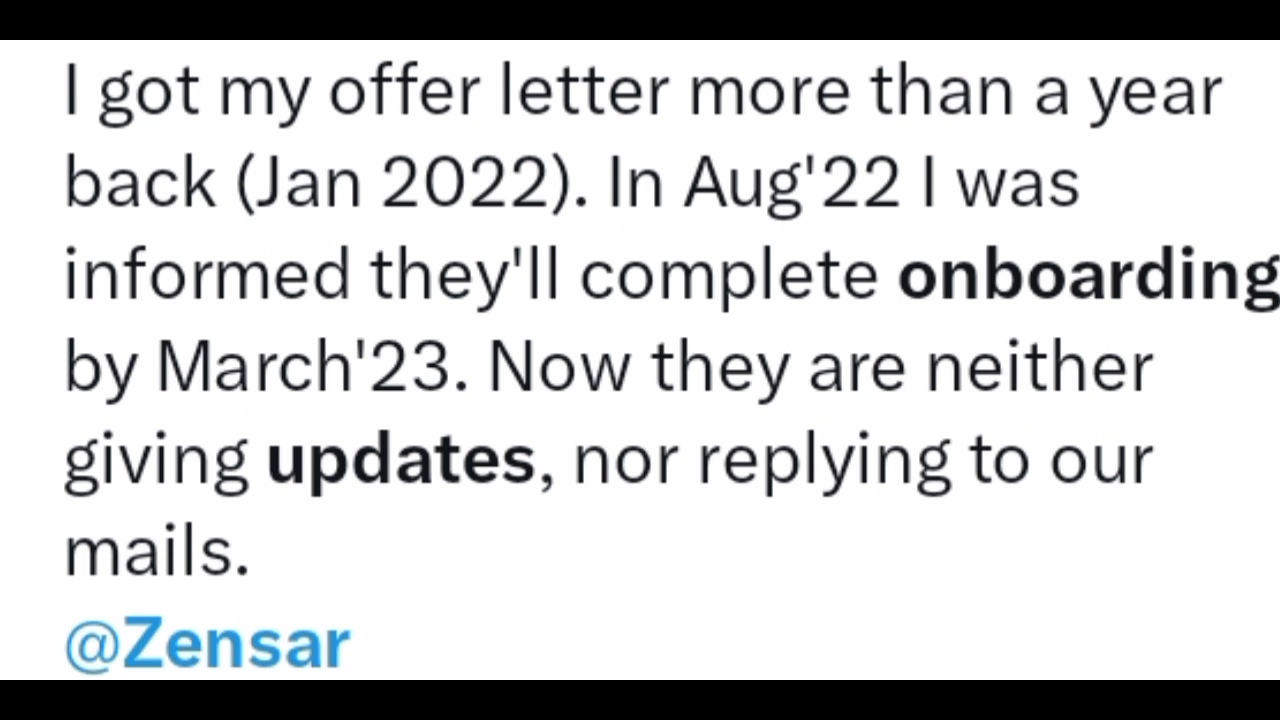 I got my offer letter more than a year
back (Jan 2022). In Aug'22 I was
informed they'll complete onboarding
by March'23. Now they are neither
giving updates, nor replying to our
mails.
@Zensar